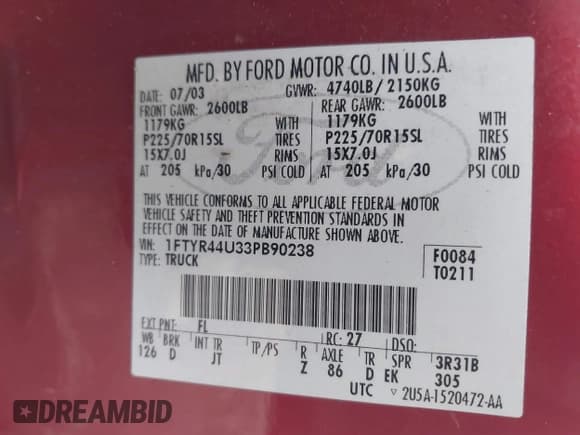 MFD. BY FORD MOTOR CO. IN U.S.A.
DATE: 07/03 GVWR: 4740LB/ 2150KG
FRONT GAWR: 2600LB REAR GAWR: 2600LB
1179KG WITH 1179KG WITH
P225/70R15SL TIRES P225/70R15SL TIRES
15X7.0J RIMS 15X7.0J RIMS
AT 205 kPa/30 PSI COLD AT 205 kPa/30 PSI COLD
Ford
THIS VEHICLE CONFORMS TO ALL APPLICABLE FEDERAL MOTOR
VEHICLE SAFETY AND THEFT PREVENTION STANDARDS IN
EFFECT ON THE DATE OF MANUFACTURE SHOWN ABOVE.
VIN: 1FTYR44U33PB90238 F0084
TYPE: TRUCK T0211
EXT PNT: FL RC: 27 DSO:
WB BRK INT TR TP/PS R AXLE TR SPR 3R31B
126 D JT Z 86 D EK 305
UTC ▽ 2U5A-1520472-AA
DREAMBID